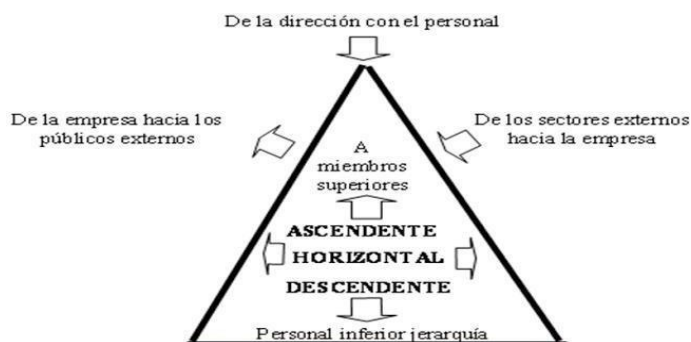 De la dirección con el personal
De la empresa hacia los
públicos externos
De los sectores externos
hacia la empresa
A
miembros
superiores
ASCENDENTE
HORIZONTAL
DESCENDENTE
Personal inferior jerarquía